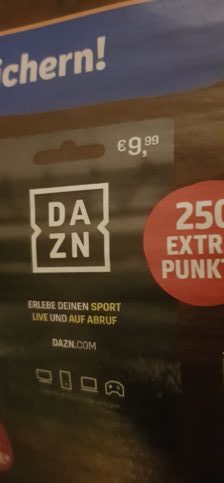 ichern!
€9,99
DA
ZN
250
EXTR
PUNKT
ERLEBE DEINEN SPORT
LIVE UND AUF ABRUF
DAZN.COM